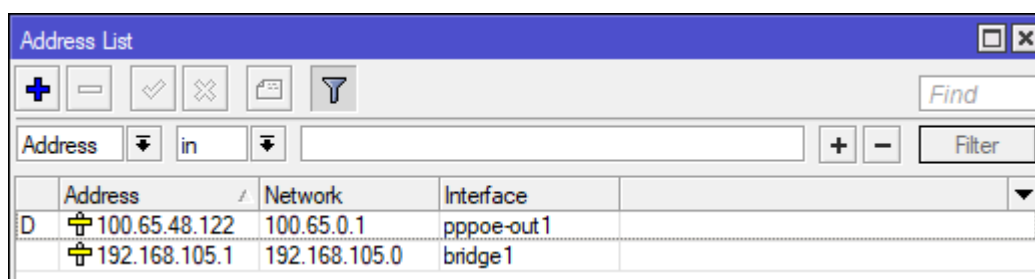 Address List
Find
Address in Filter
Address Network Interface
D 100.65.48.122 100.65.0.1 pppoe-out1
192.168.105.1 192.168.105.0 bridge1